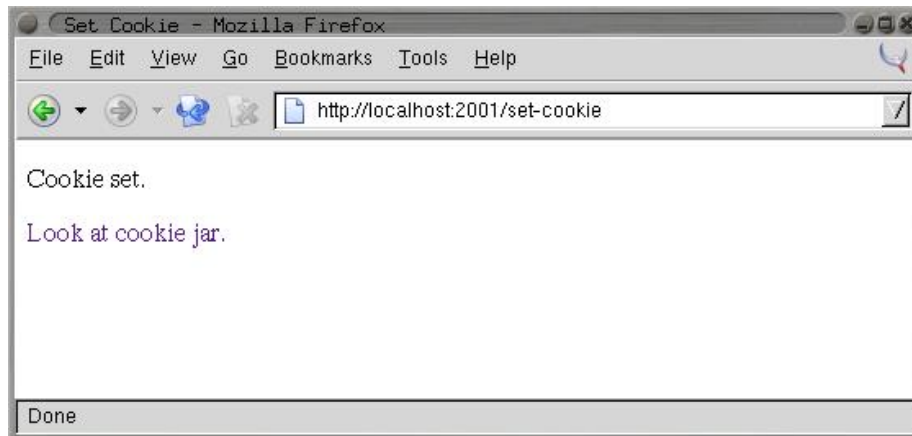 Set Cookie - Mozilla Firefox
File Edit View Go Bookmarks Tools Help
http://localhost:2001/set-cookie
Cookie set.
Look at cookie jar.
Done